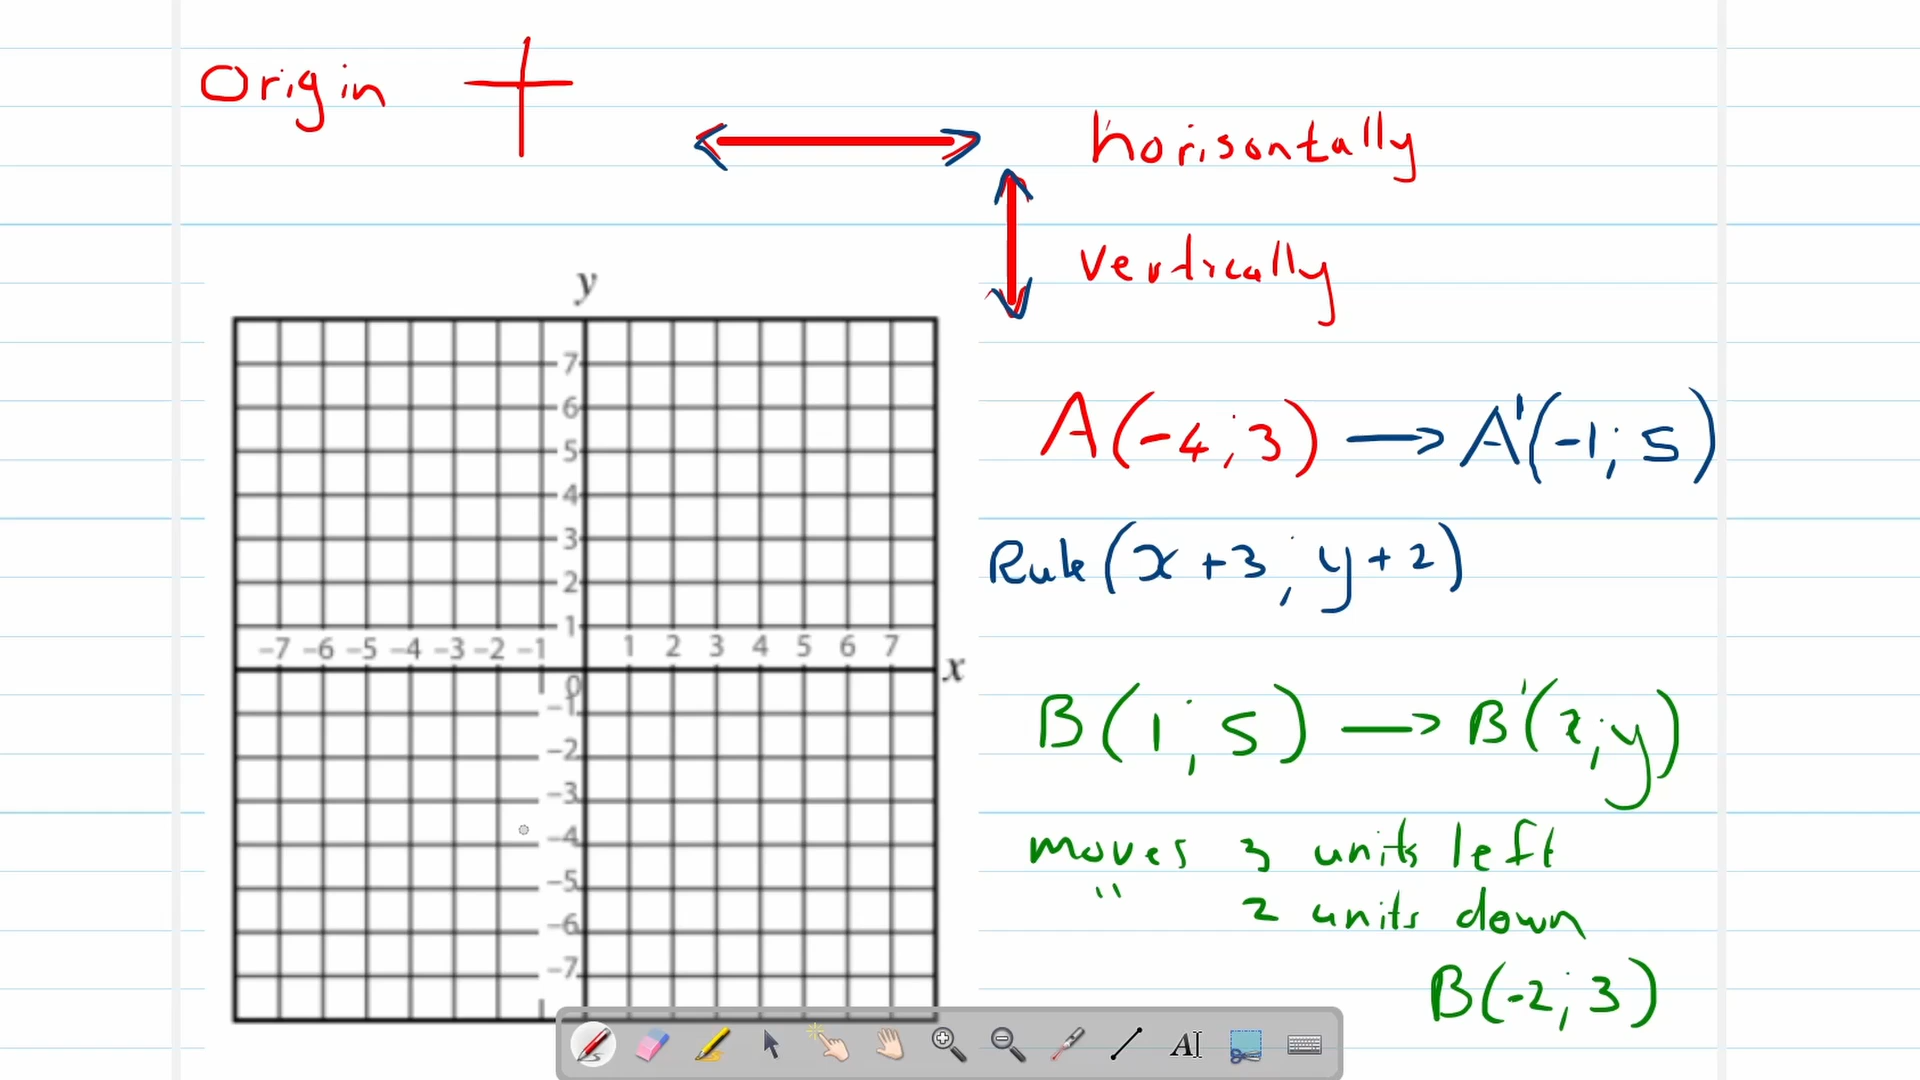 Origin
horisontally
vertically
y
7
6
5
4
3
2
1
-7 -6 -5 -4 -3 -2 -1 1 2 3 4 5 6 7
x
0
-1
-2
-3
-4
-5
-6
-7
A(-4;3) → A'(-1;5)
Rule (x+3; y+2)
B(1;5) → B'(x;y)
moves 3 units left
" 2 units down
B(-2;3)
AI